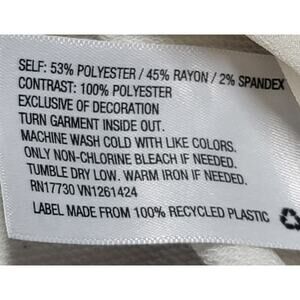 SELF: 53% POLYESTER / 45% RAYON / 2% SPANDEX
CONTRAST: 100% POLYESTER
EXCLUSIVE OF DECORATION
TURN GARMENT INSIDE OUT.
MACHINE WASH COLD WITH LIKE COLORS.
ONLY NON-CHLORINE BLEACH IF NEEDED.
TUMBLE DRY LOW. WARM IRON IF NEEDED.
RN17730 VN1261424
LABEL MADE FROM 100% RECYCLED PLASTIC